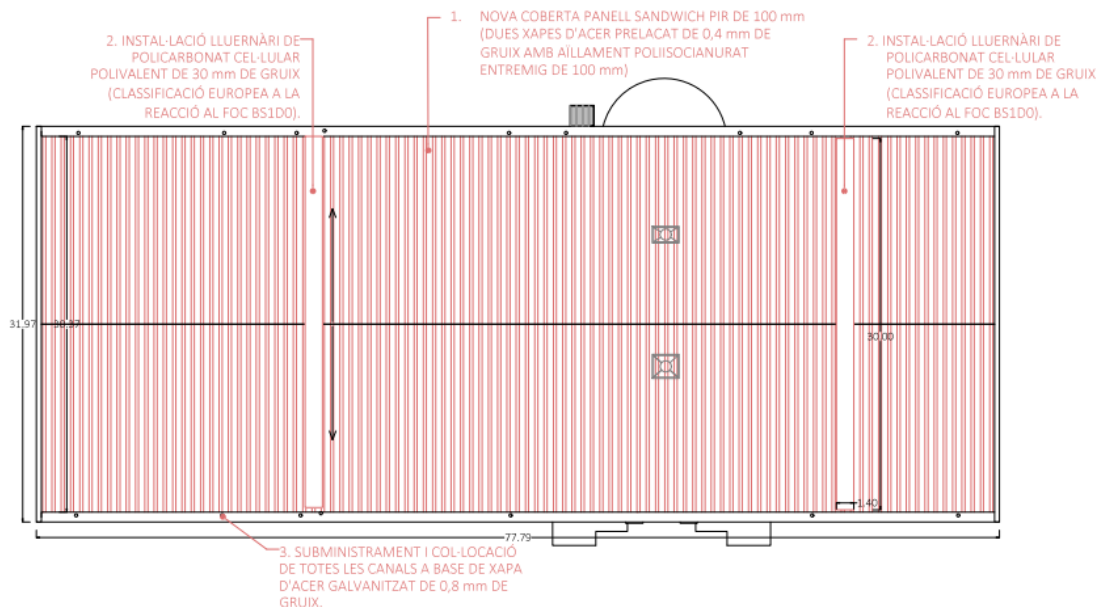 1. NOVA COBERTA PANELL SANDWICH PIR DE 100 mm
(DUES XAPES D'ACER PRELACAT DE 0,4 mm DE
GRUIX AMB AÏLLAMENT POLIISOCIANURAT
ENTREMIG DE 100 mm)
2. INSTAL·LACIÓ LLUERNÀRI DE
POLICARBONAT CEL·LULAR
POLIVALENT DE 30 mm DE GRUIX
(CLASSIFICACIÓ EUROPEA A LA
REACCIÓ AL FOC BS1D0).
2. INSTAL·LACIÓ LLUERNÀRI DE
POLICARBONAT CEL·LULAR
POLIVALENT DE 30 mm DE GRUIX
(CLASSIFICACIÓ EUROPEA A LA
REACCIÓ AL FOC BS1D0).
31.97
30.37
30.00
1.40
77.79
3. SUBMINISTRAMENT I COL·LOCACIÓ
DE TOTES LES CANALS A BASE DE XAPA
D'ACER GALVANITZAT DE 0,8 mm DE
GRUIX.